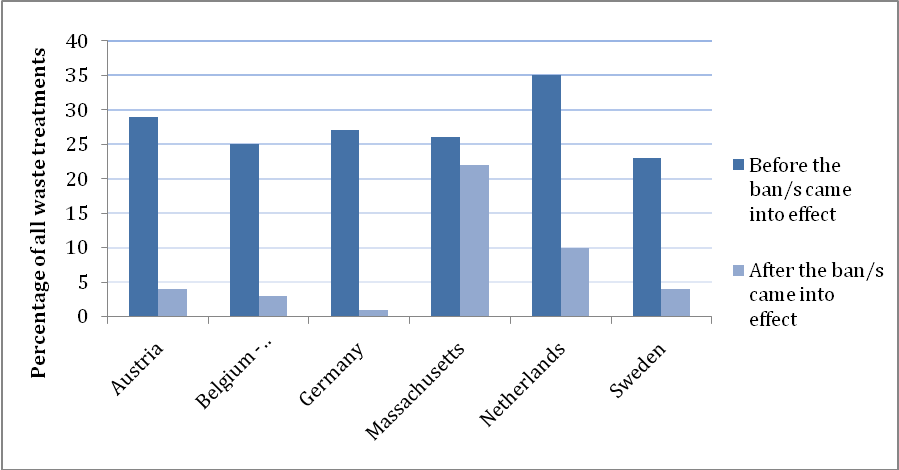 40
35
30
25
20
15
10
5
0
Percentage of all waste treatments
Austria
Belgium - ..
Germany
Massachusetts
Netherlands
Sweden
Before the
ban/s came
into effect
After the ban/s
came into
effect